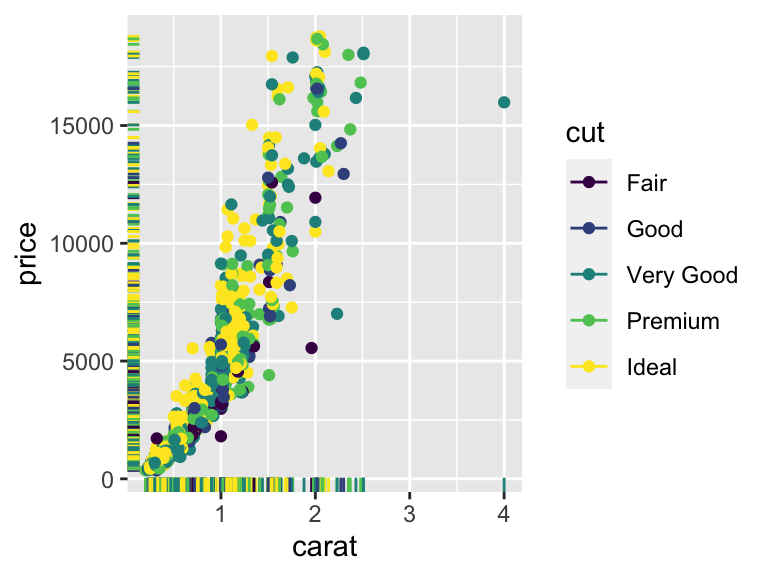 15000
10000
5000
0
price
1 2 3 4
carat
cut
Fair
Good
Very Good
Premium
Ideal